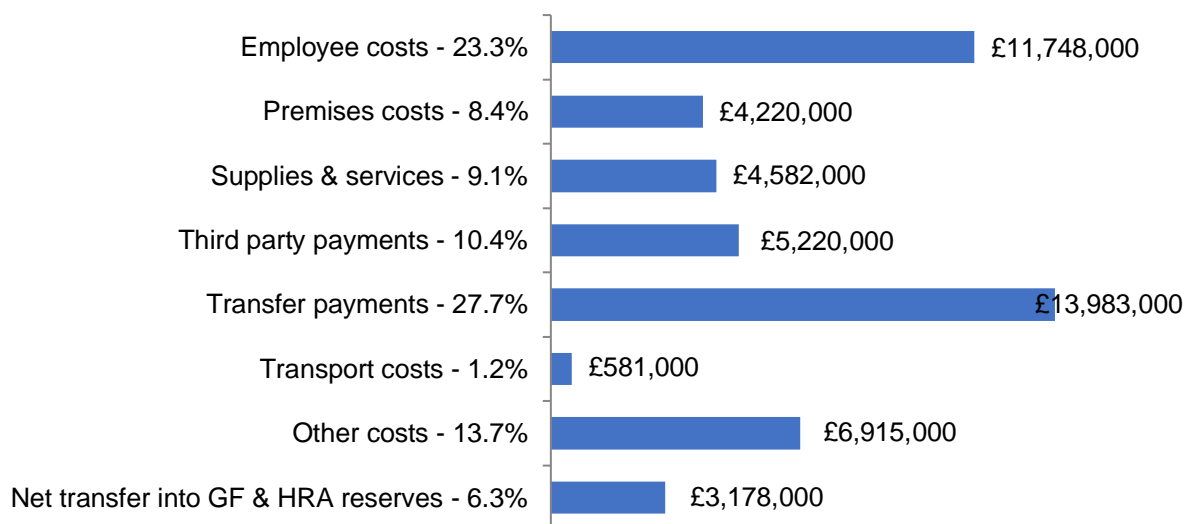 Employee costs - 23.3% £11,748,000
Premises costs - 8.4% £4,220,000
Supplies & services - 9.1% £4,582,000
Third party payments - 10.4% £5,220,000
Transfer payments - 27.7% £13,983,000
Transport costs - 1.2% £581,000
Other costs - 13.7% £6,915,000
Net transfer into GF & HRA reserves - 6.3% £3,178,000